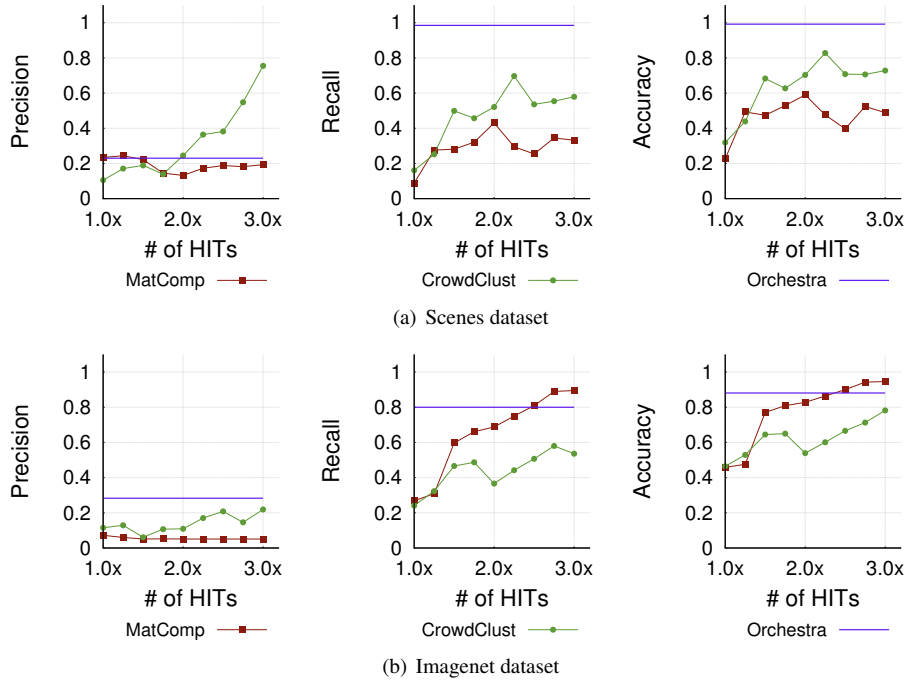 1
0.8
0.6
0.4
0.2
0
Precision
1.0x 2.0x 3.0x
# of HITs
1
0.8
0.6
0.4
0.2
0
Recall
1.0x 2.0x 3.0x
# of HITs
1
0.8
0.6
0.4
0.2
0
Accuracy
1.0x 2.0x 3.0x
# of HITs
MatComp CrowdClust Orchestra
(a) Scenes dataset
1
0.8
0.6
0.4
0.2
0
Precision
1.0x 2.0x 3.0x
# of HITs
1
0.8
0.6
0.4
0.2
0
Recall
1.0x 2.0x 3.0x
# of HITs
1
0.8
0.6
0.4
0.2
0
Accuracy
1.0x 2.0x 3.0x
# of HITs
MatComp CrowdClust Orchestra
(b) Imagenet dataset